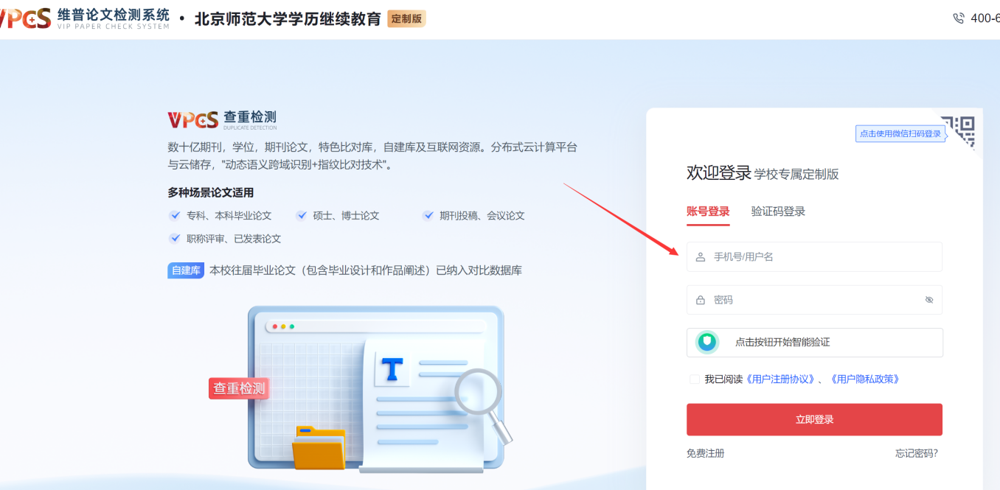 VPCS 维普论文检测系统 · 北京师范大学学历继续教育 定制版
VIP PAPER CHECK SYSTEM
400-6
VPCS 查重检测
DUPLICATE DETECTION
数十亿期刊，学位，期刊论文，特色比对库，自建库及互联网资源。分布式云计算平台
与云储存，"动态语义跨域识别+指纹比对技术"。
多种场景论文适用
专科、本科毕业论文 硕士、博士论文 期刊投稿、会议论文
职称评审、已发表论文
自建库 本校往届毕业论文（包含毕业设计和作品阐述）已纳入对比数据库
T
查重检测
点击使用微信扫码登录
欢迎登录 学校专属定制版
账号登录 验证码登录
手机号/用户名
密码
点击按钮开始智能验证
我已阅读《用户注册协议》、《用户隐私政策》
立即登录
免费注册 忘记密码?